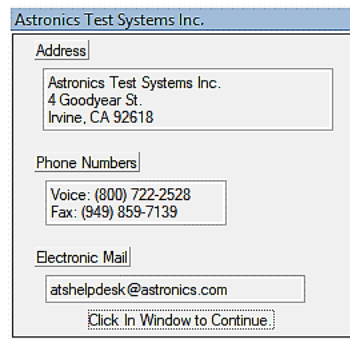 Astronics Test Systems Inc.
Address
Astronics Test Systems Inc.
4 Goodyear St.
Irvine, CA 92618
Phone Numbers
Voice: (800) 722-2528
Fax: (949) 859-7139
Electronic Mail
atshelpdesk@astronics.com
Click In Window to Continue.